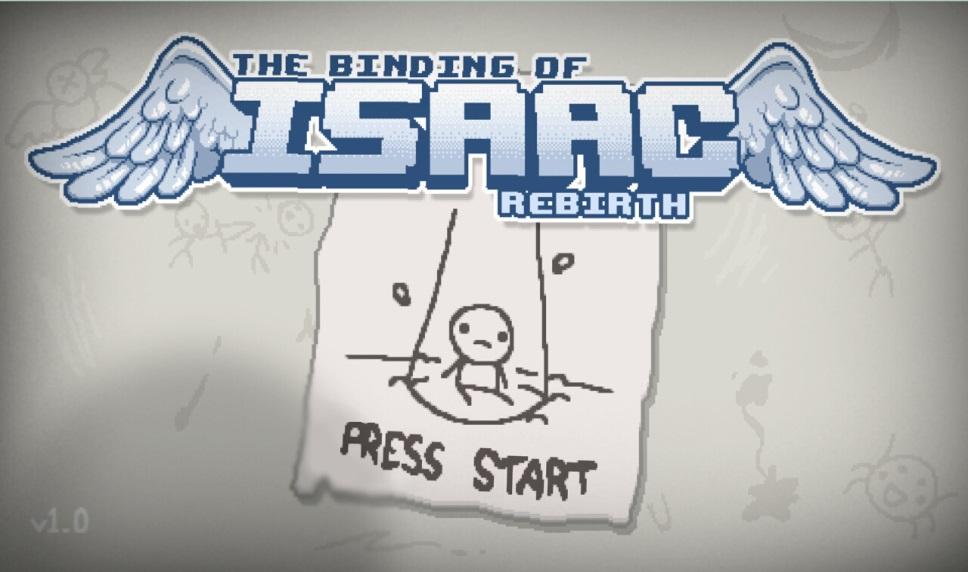 THE BINDING OF
ISAAC
REBIRTH
PRESS START
v1.0